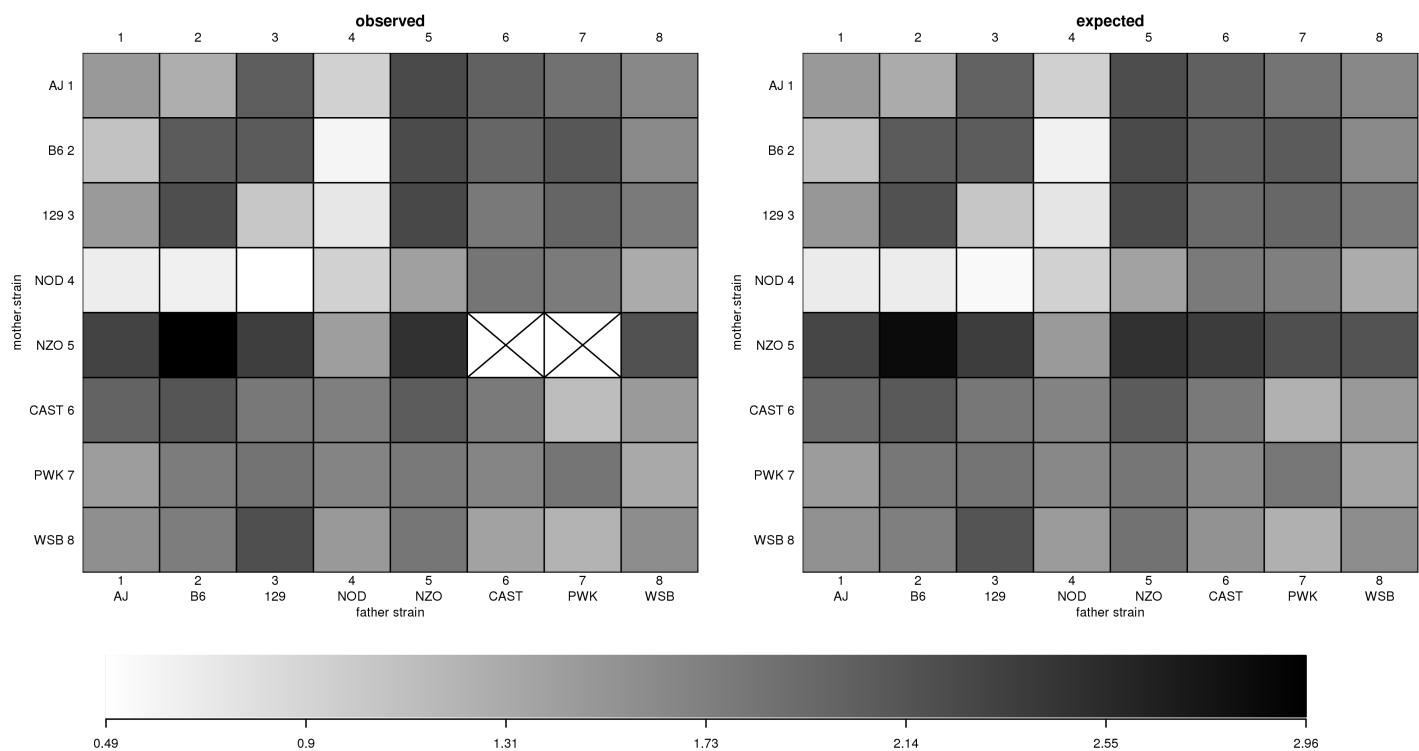 observed expected
1 2 3 4 5 6 7 8 1 2 3 4 5 6 7 8
AJ 1 AJ 1
B6 2 B6 2
129 3 129 3
NOD 4 NOD 4
mother.strain mother.strain
NZO 5 NZO 5
CAST 6 CAST 6
PWK 7 PWK 7
WSB 8 WSB 8
1 2 3 4 5 6 7 8 1 2 3 4 5 6 7 8
AJ B6 129 NOD NZO CAST PWK WSB AJ B6 129 NOD NZO CAST PWK WSB
father strain father strain
0.49 0.9 1.31 1.73 2.14 2.55 2.96